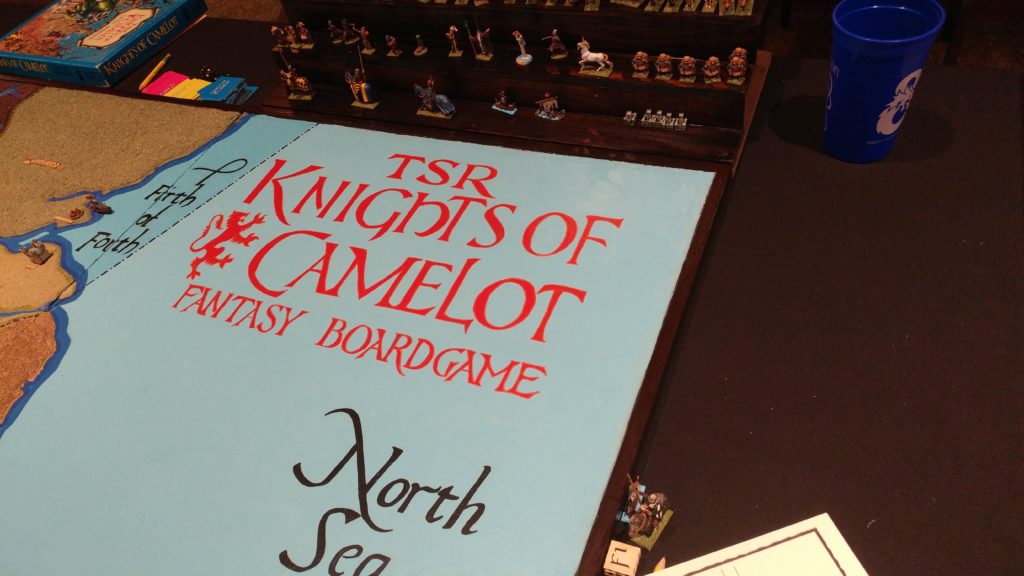 KNIGHTS OF CAMELOT
Firth
of
Forth
TSR
KNIGHTS OF
CAMELOT
FANTASY BOARDGAME
North
Sea